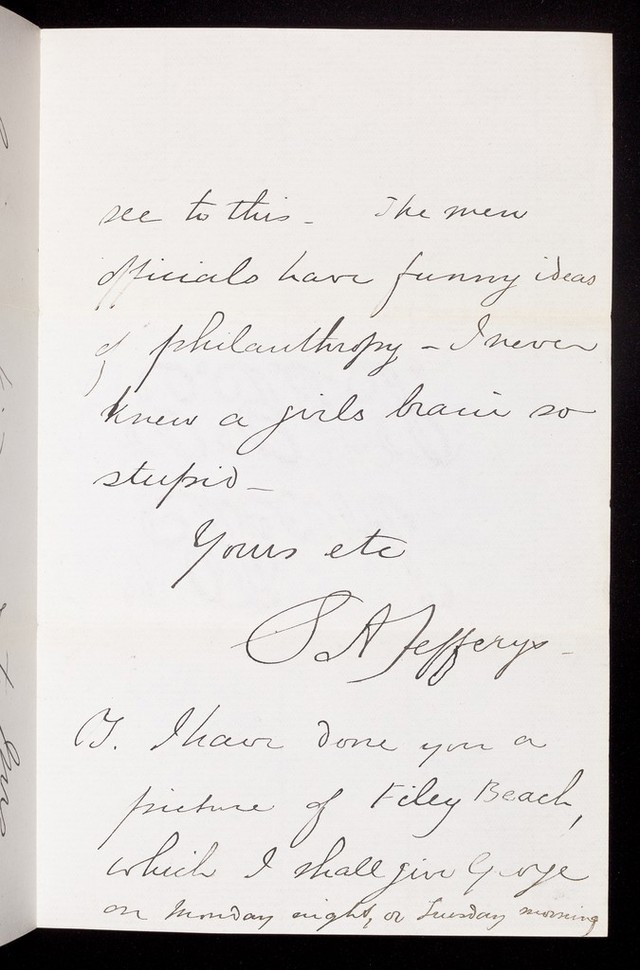 see to this - The men
officials have funny ideas
of philanthropy - I never
knew a girls brain so
stupid -
Yours etc
S A Jefferys -
I have done you a
picture of Filey Beach,
which I shall give George
on Monday night, or Tuesday morning